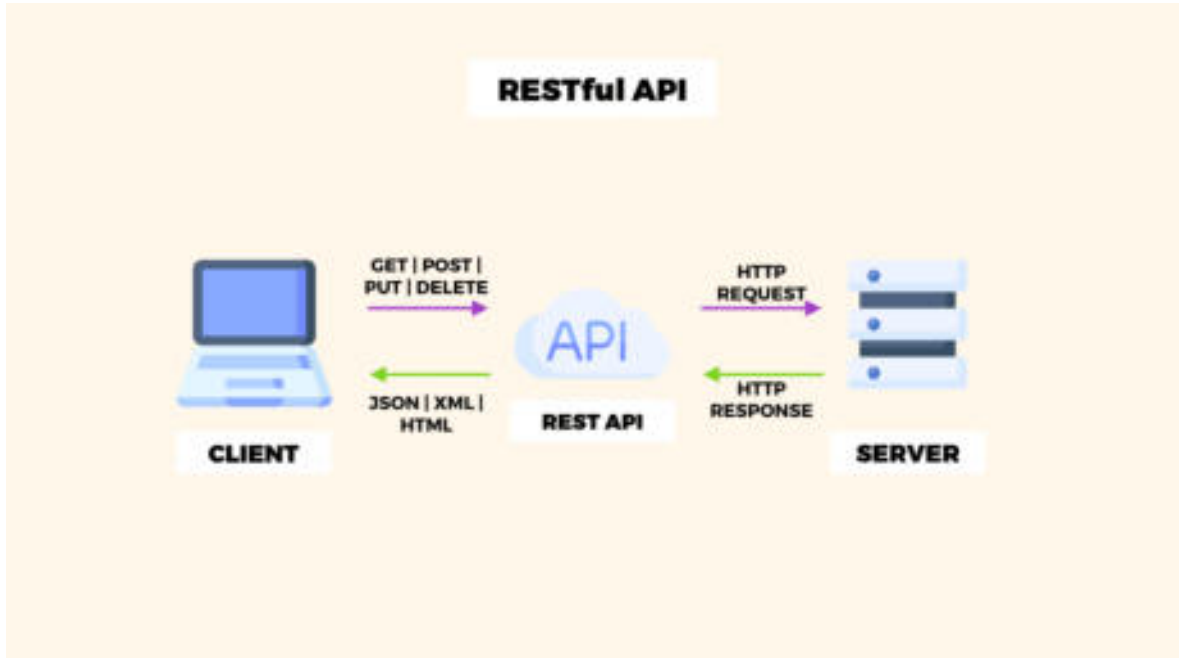 RESTful API
GET | POST |
PUT | DELETE
HTTP
REQUEST
API
JSON | XML |
HTML
REST API
HTTP
RESPONSE
CLIENT
SERVER